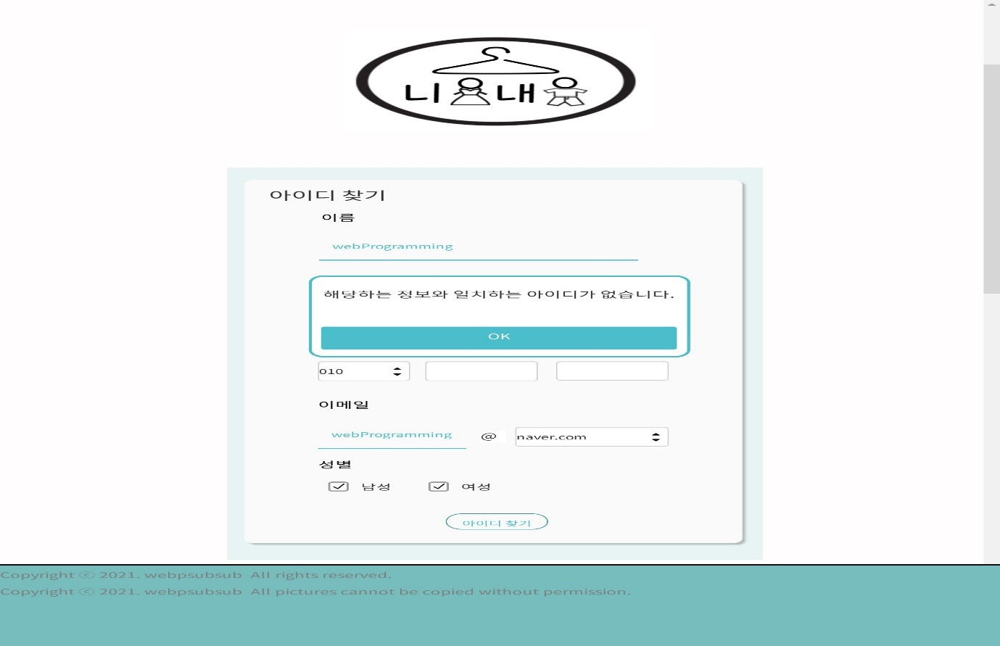 니옷내옷
아이디 찾기
이름
webProgramming
해당하는 정보와 일치하는 아이디가 없습니다.
OK
010
이메일
webProgramming @ naver.com
성별
남성 여성
아이디 찾기
Copyright ⓒ 2021. webpsubsub All rights reserved.
Copyright ⓒ 2021. webpsubsub All pictures cannot be copied without permission.